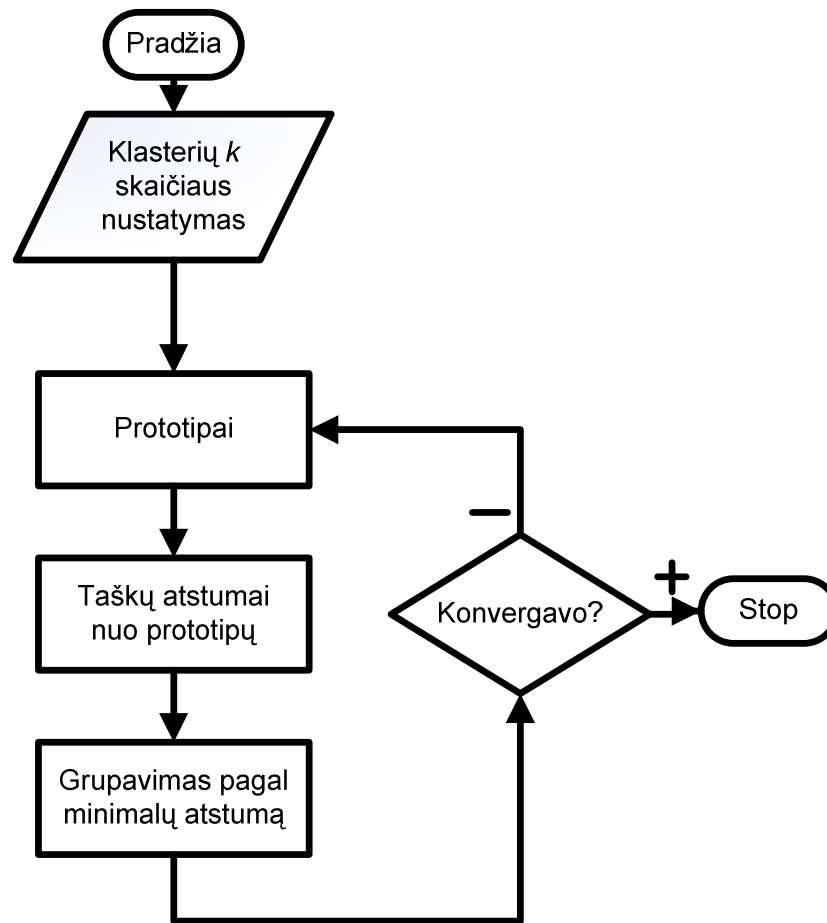 Pradžia
Klasterių k
skaičiaus
nustatymas
Prototipai
Taškų atstumai
nuo prototipų
Grupavimas pagal
minimalų atstumą
Konvergavo?
−
+
Stop